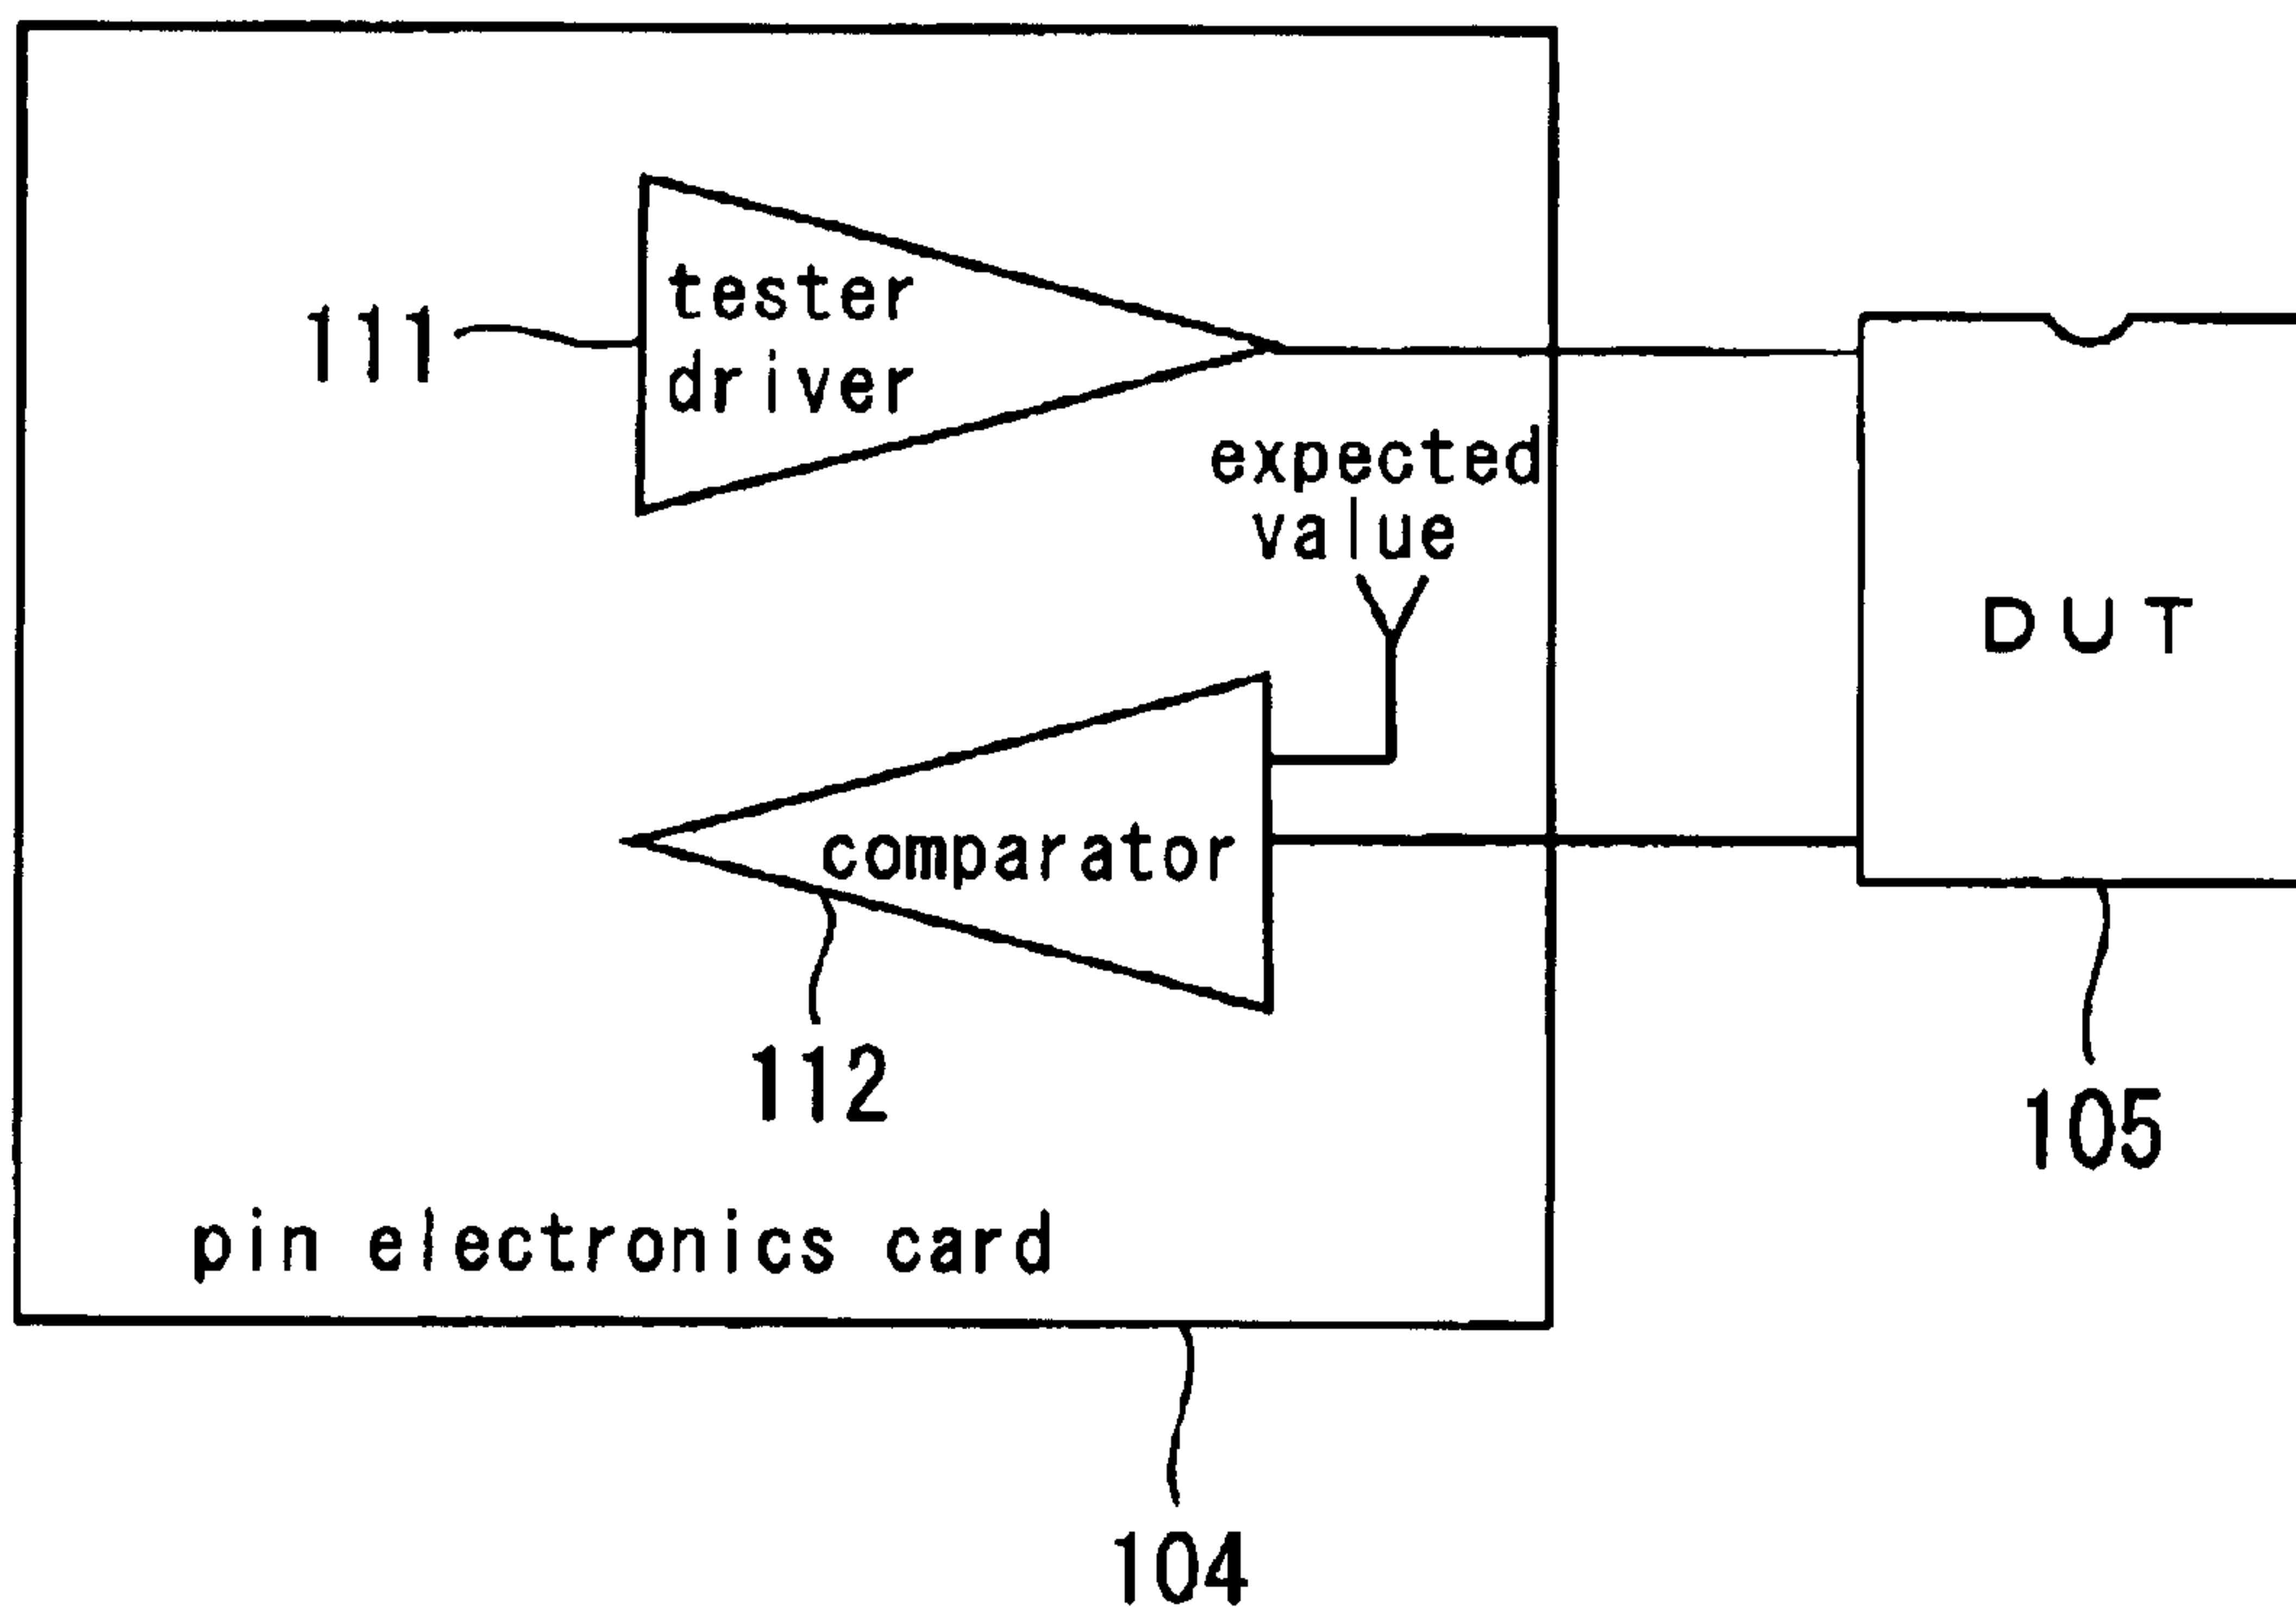 111
tester
driver
expected
value
DUT
comparator
112
105
pin electronics card
104